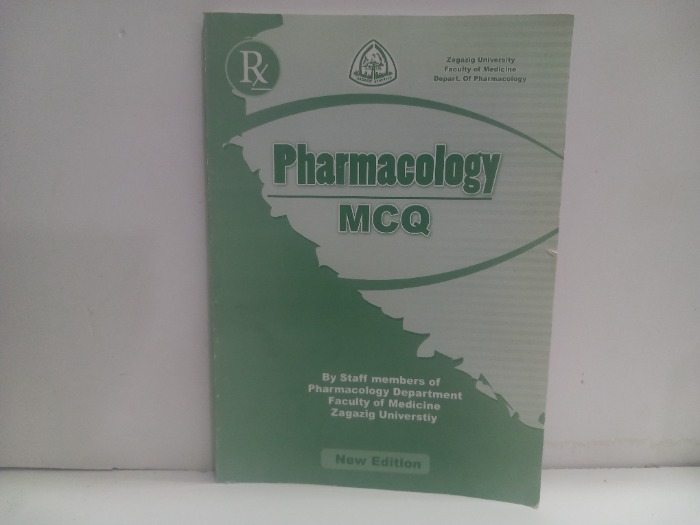 Rx
Zagazig University
Faculty of Medicine
Depart. Of Pharmacology
Pharmacology
MCQ
By Staff members of
Pharmacology Department
Faculty of Medicine
Zagazig Universtiy
New Edition